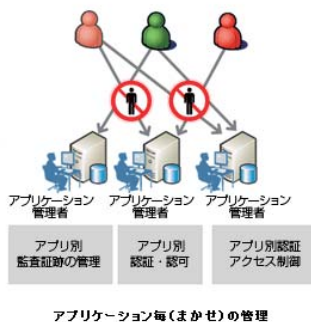 アプリケーション
管理者
アプリケーション
管理者
アプリケーション
管理者
アプリ別
監査証跡の管理
アプリ別
認証・認可
アプリ別認証
アクセス制御
アプリケーション毎(まかせ)の管理